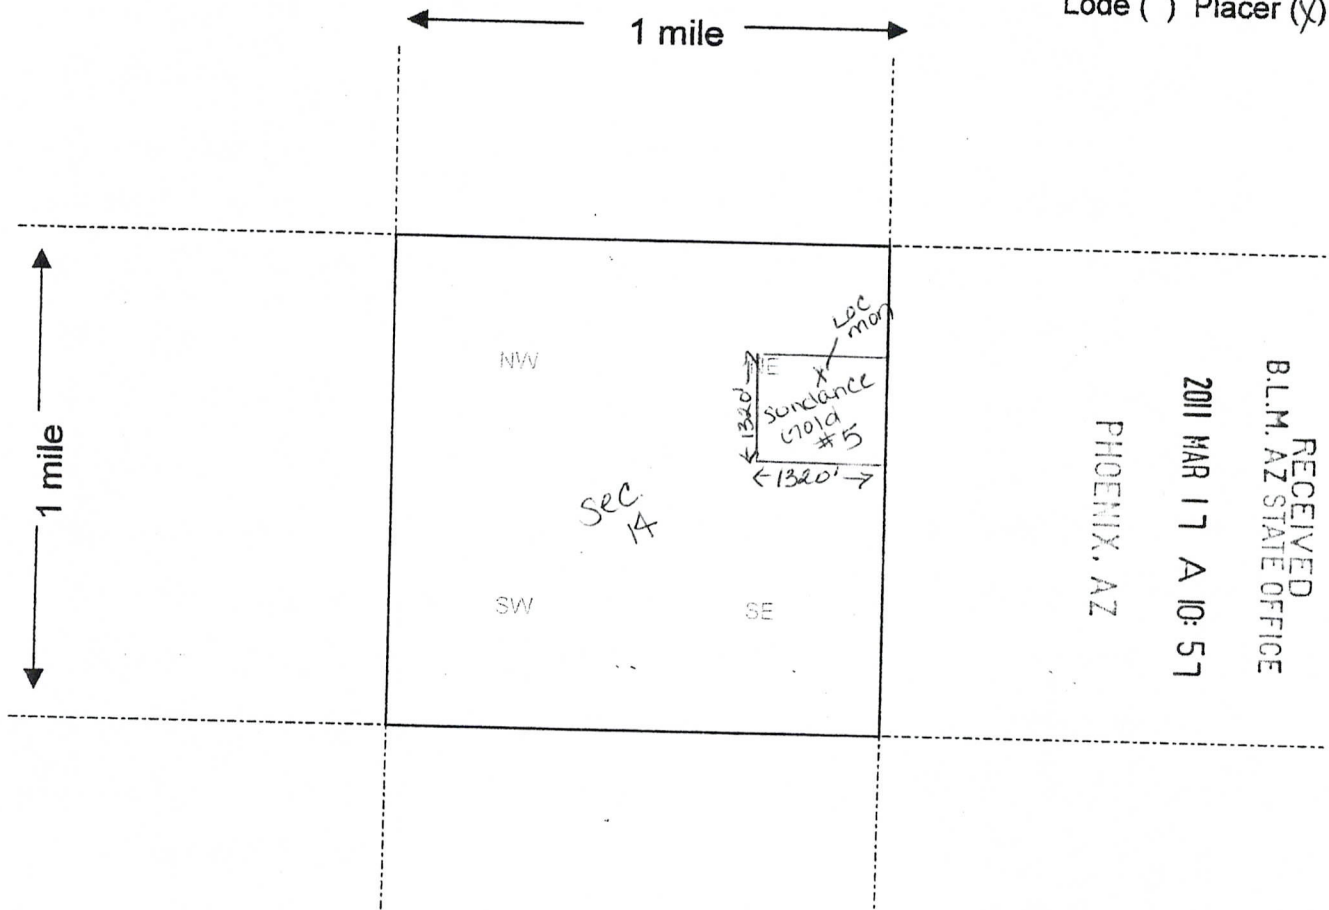 Lode ( ) Placer (X)
1 mile
1 mile
NW
NE
Loc
mon
X
Sundance
Gold
#5
←1320'→
←1320'→
Sec.
14
SW
SE
RECEIVED
B.L.M. AZ STATE OFFICE
2011 MAR 17 A 10:57
PHOENIX, AZ